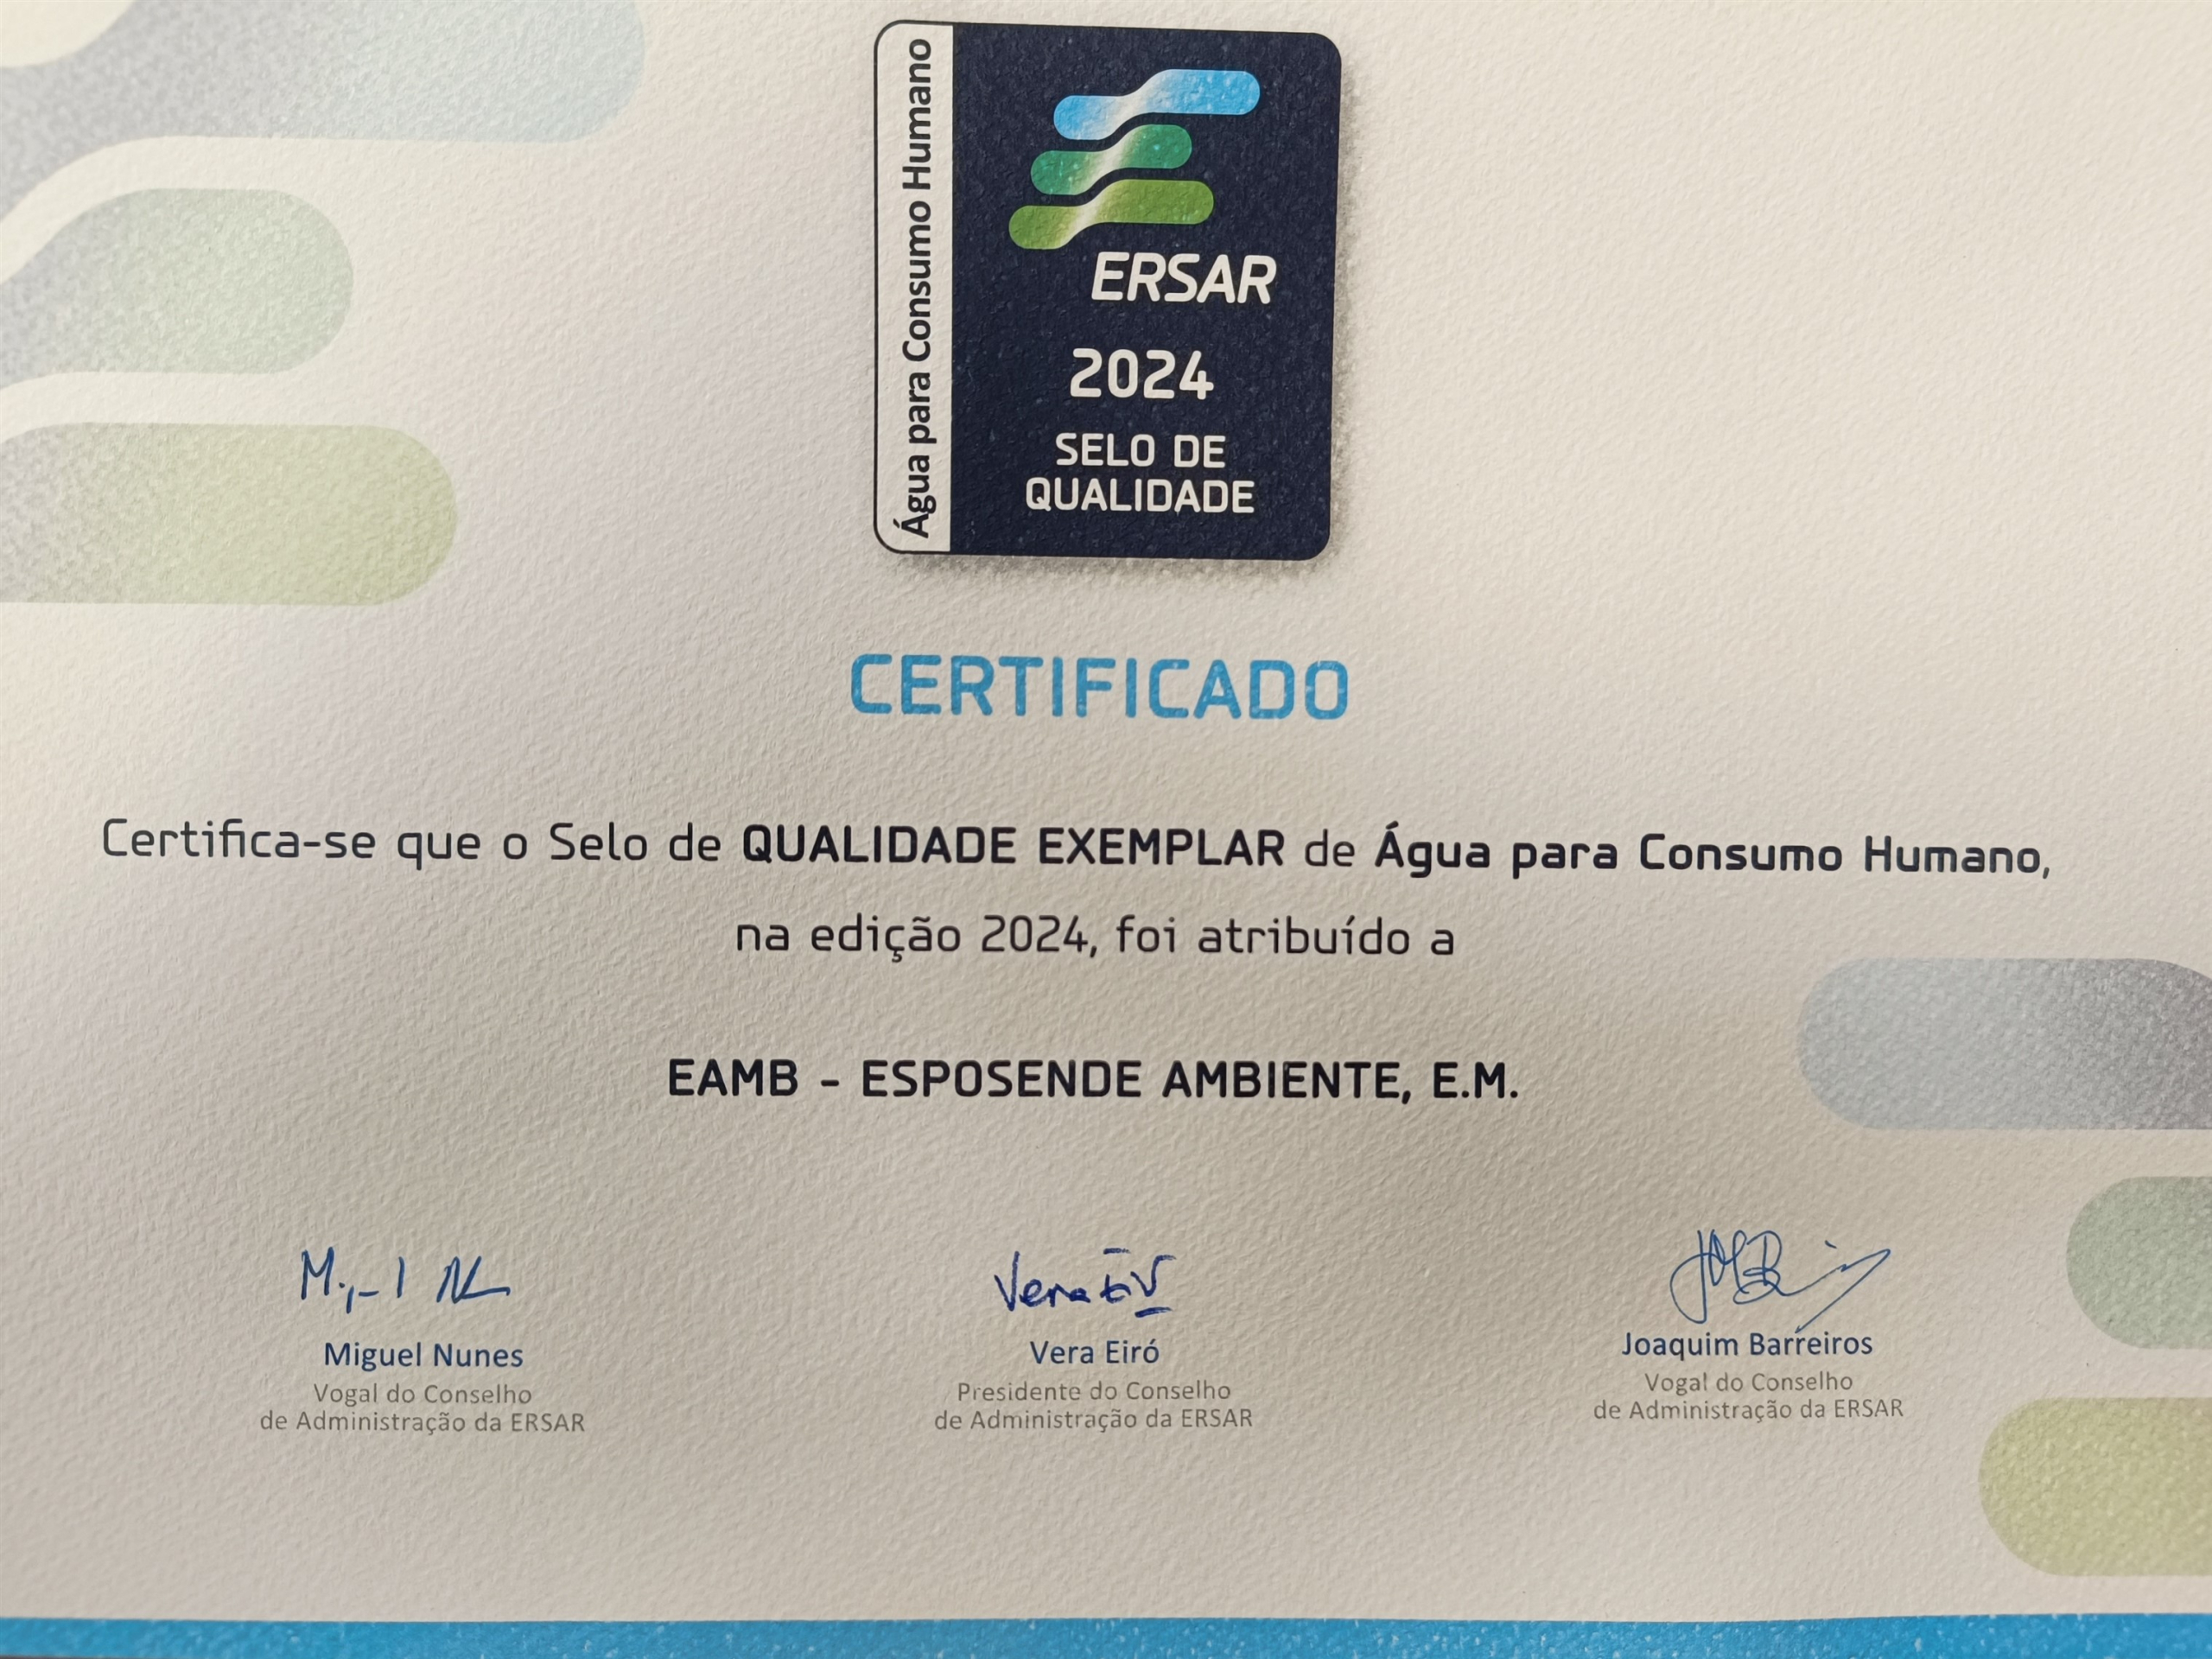 Água para Consumo Humano
ERSAR
2024
SELO DE
QUALIDADE
CERTIFICADO
Certifica-se que o Selo de QUALIDADE EXEMPLAR de Água para Consumo Humano,
na edição 2024, foi atribuído a
EAMB - ESPOSENDE AMBIENTE, E.M.
Miguel Nunes
Vogal do Conselho
de Administração da ERSAR
Vera Eiró
Presidente do Conselho
de Administração da ERSAR
Joaquim Barreiros
Vogal do Conselho
de Administração da ERSAR